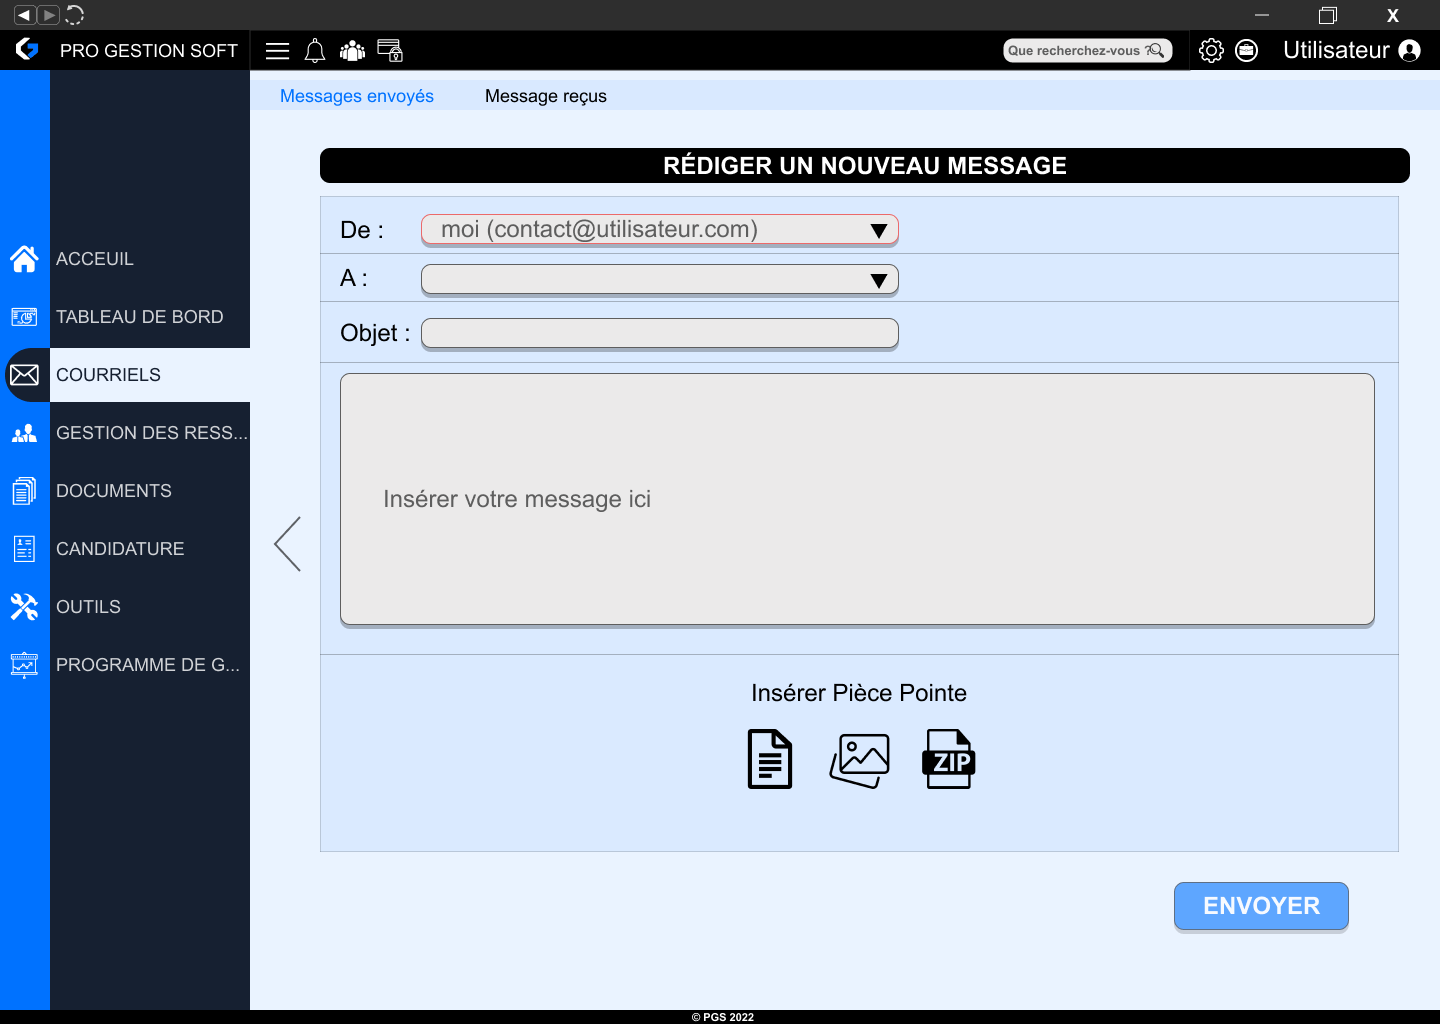 PRO GESTION SOFT
Que recherchez-vous ?
Utilisateur
Messages envoyés
Message reçus
RÉDIGER UN NOUVEAU MESSAGE
De :
moi (contact@utilisateur.com)
A :
Objet :
Insérer votre message ici
Insérer Pièce Pointe
ZIP
ENVOYER
ACCEUIL
TABLEAU DE BORD
COURRIELS
GESTION DES RESS...
DOCUMENTS
CANDIDATURE
OUTILS
PROGRAMME DE G...
© PGS 2022